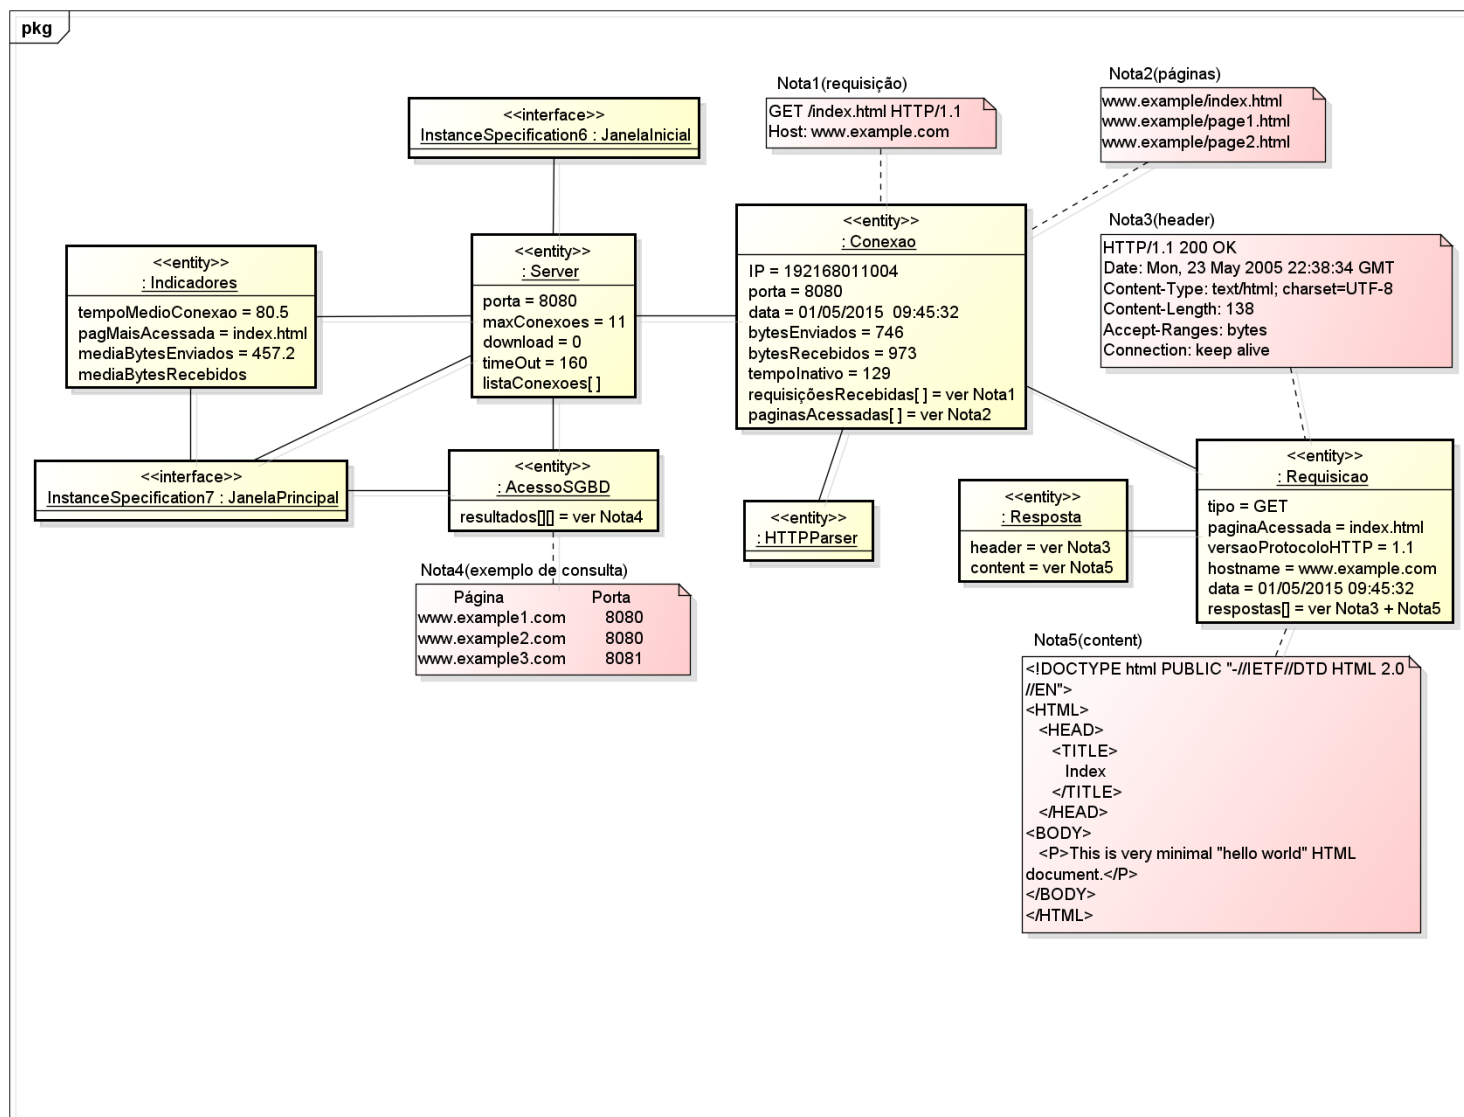 pkg
Nota1(requisição)
GET /index.html HTTP/1.1
Host: www.example.com
Nota2(páginas)
www.example/index.html
www.example/page1.html
www.example/page2.html
<<interface>>
InstanceSpecification6 : JanelaInicial
<<entity>>
: Conexao
IP = 192168011004
porta = 8080
data = 01/05/2015  09:45:32
bytesEnviados = 746
bytesRecebidos = 973
tempoInativo = 129
requisiçõesRecebidas[ ] = ver Nota1
paginasAcessadas[ ] = ver Nota2
Nota3(header)
HTTP/1.1 200 OK
Date: Mon, 23 May 2005 22:38:34 GMT
Content-Type: text/html; charset=UTF-8
Content-Length: 138
Accept-Ranges: bytes
Connection: keep alive
<<entity>>
: Indicadores
tempoMedioConexao = 80.5
pagMaisAcessada = index.html
mediaBytesEnviados = 457.2
mediaBytesRecebidos
<<entity>>
: Server
porta = 8080
maxConexoes = 11
download = 0
timeOut = 160
listaConexoes[ ]
<<interface>>
InstanceSpecification7 : JanelaPrincipal
<<entity>>
: AcessoSGBD
resultados[][] = ver Nota4
<<entity>>
: HTTPParser
<<entity>>
: Resposta
header = ver Nota3
content = ver Nota5
<<entity>>
: Requisicao
tipo = GET
paginaAcessada = index.html
versaoProtocoloHTTP = 1.1
hostname = www.example.com
data = 01/05/2015 09:45:32
respostas[] = ver Nota3 + Nota5
Nota4(exemplo de consulta)
Página Porta
www.example1.com 8080
www.example2.com 8080
www.example3.com 8081
Nota5(content)
<!DOCTYPE html PUBLIC "-//IETF//DTD HTML 2.0
//EN">
<HTML>
<HEAD>
<TITLE>
Index
</TITLE>
</HEAD>
<BODY>
<P>This is very minimal "hello world" HTML
document.</P>
</BODY>
</HTML>